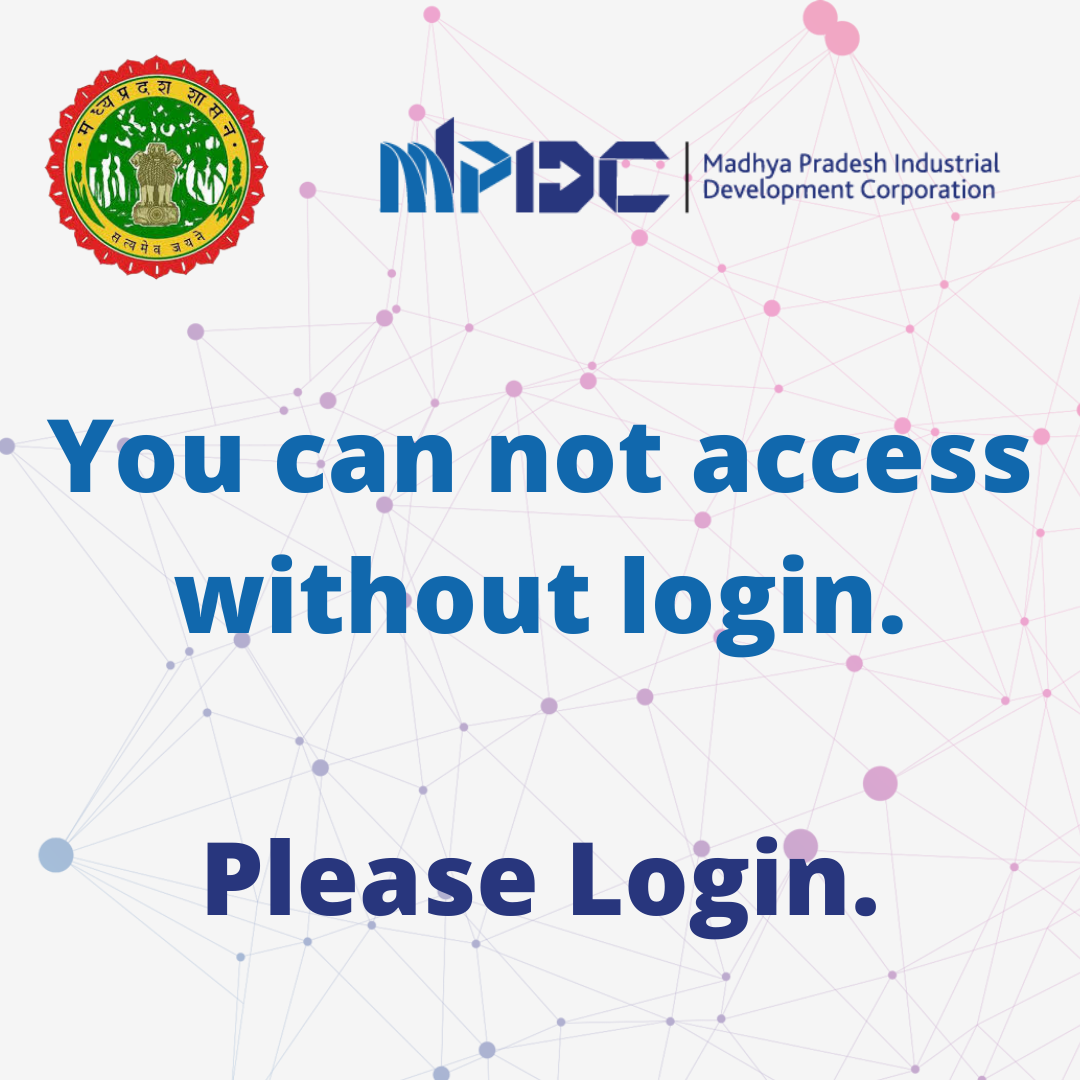 मध्यप्रदेश शासन
सत्यमेव जयते
MPIDC
Madhya Pradesh Industrial
Development Corporation
You can not access
without login.
Please Login.